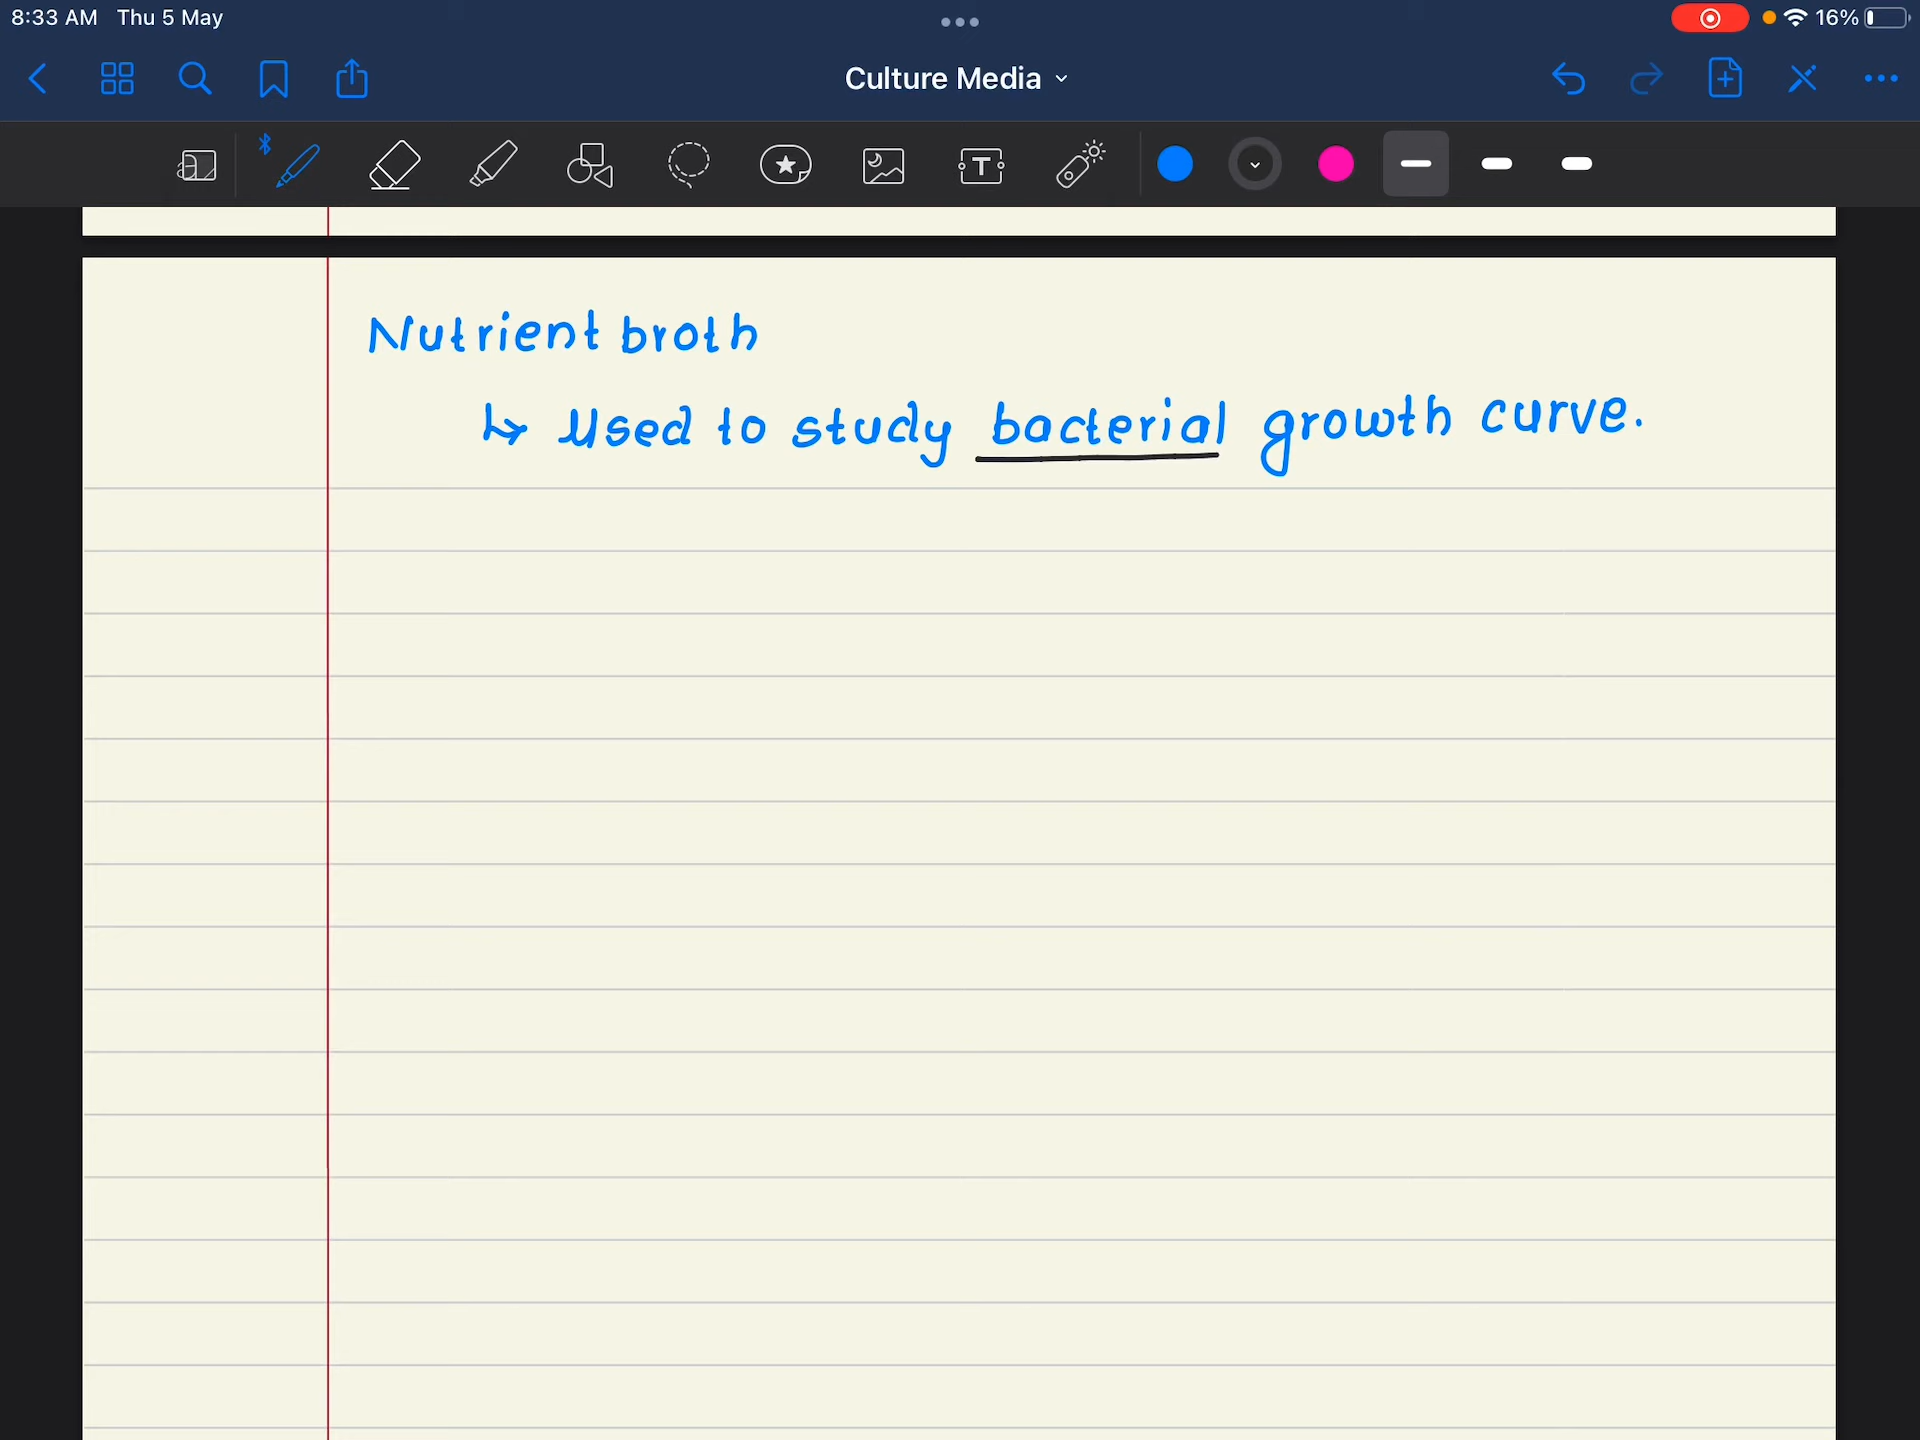 8:33 AM Thu 5 May
16%
Culture Media
T
Nutrient broth
↳ Used to study bacterial growth curve.